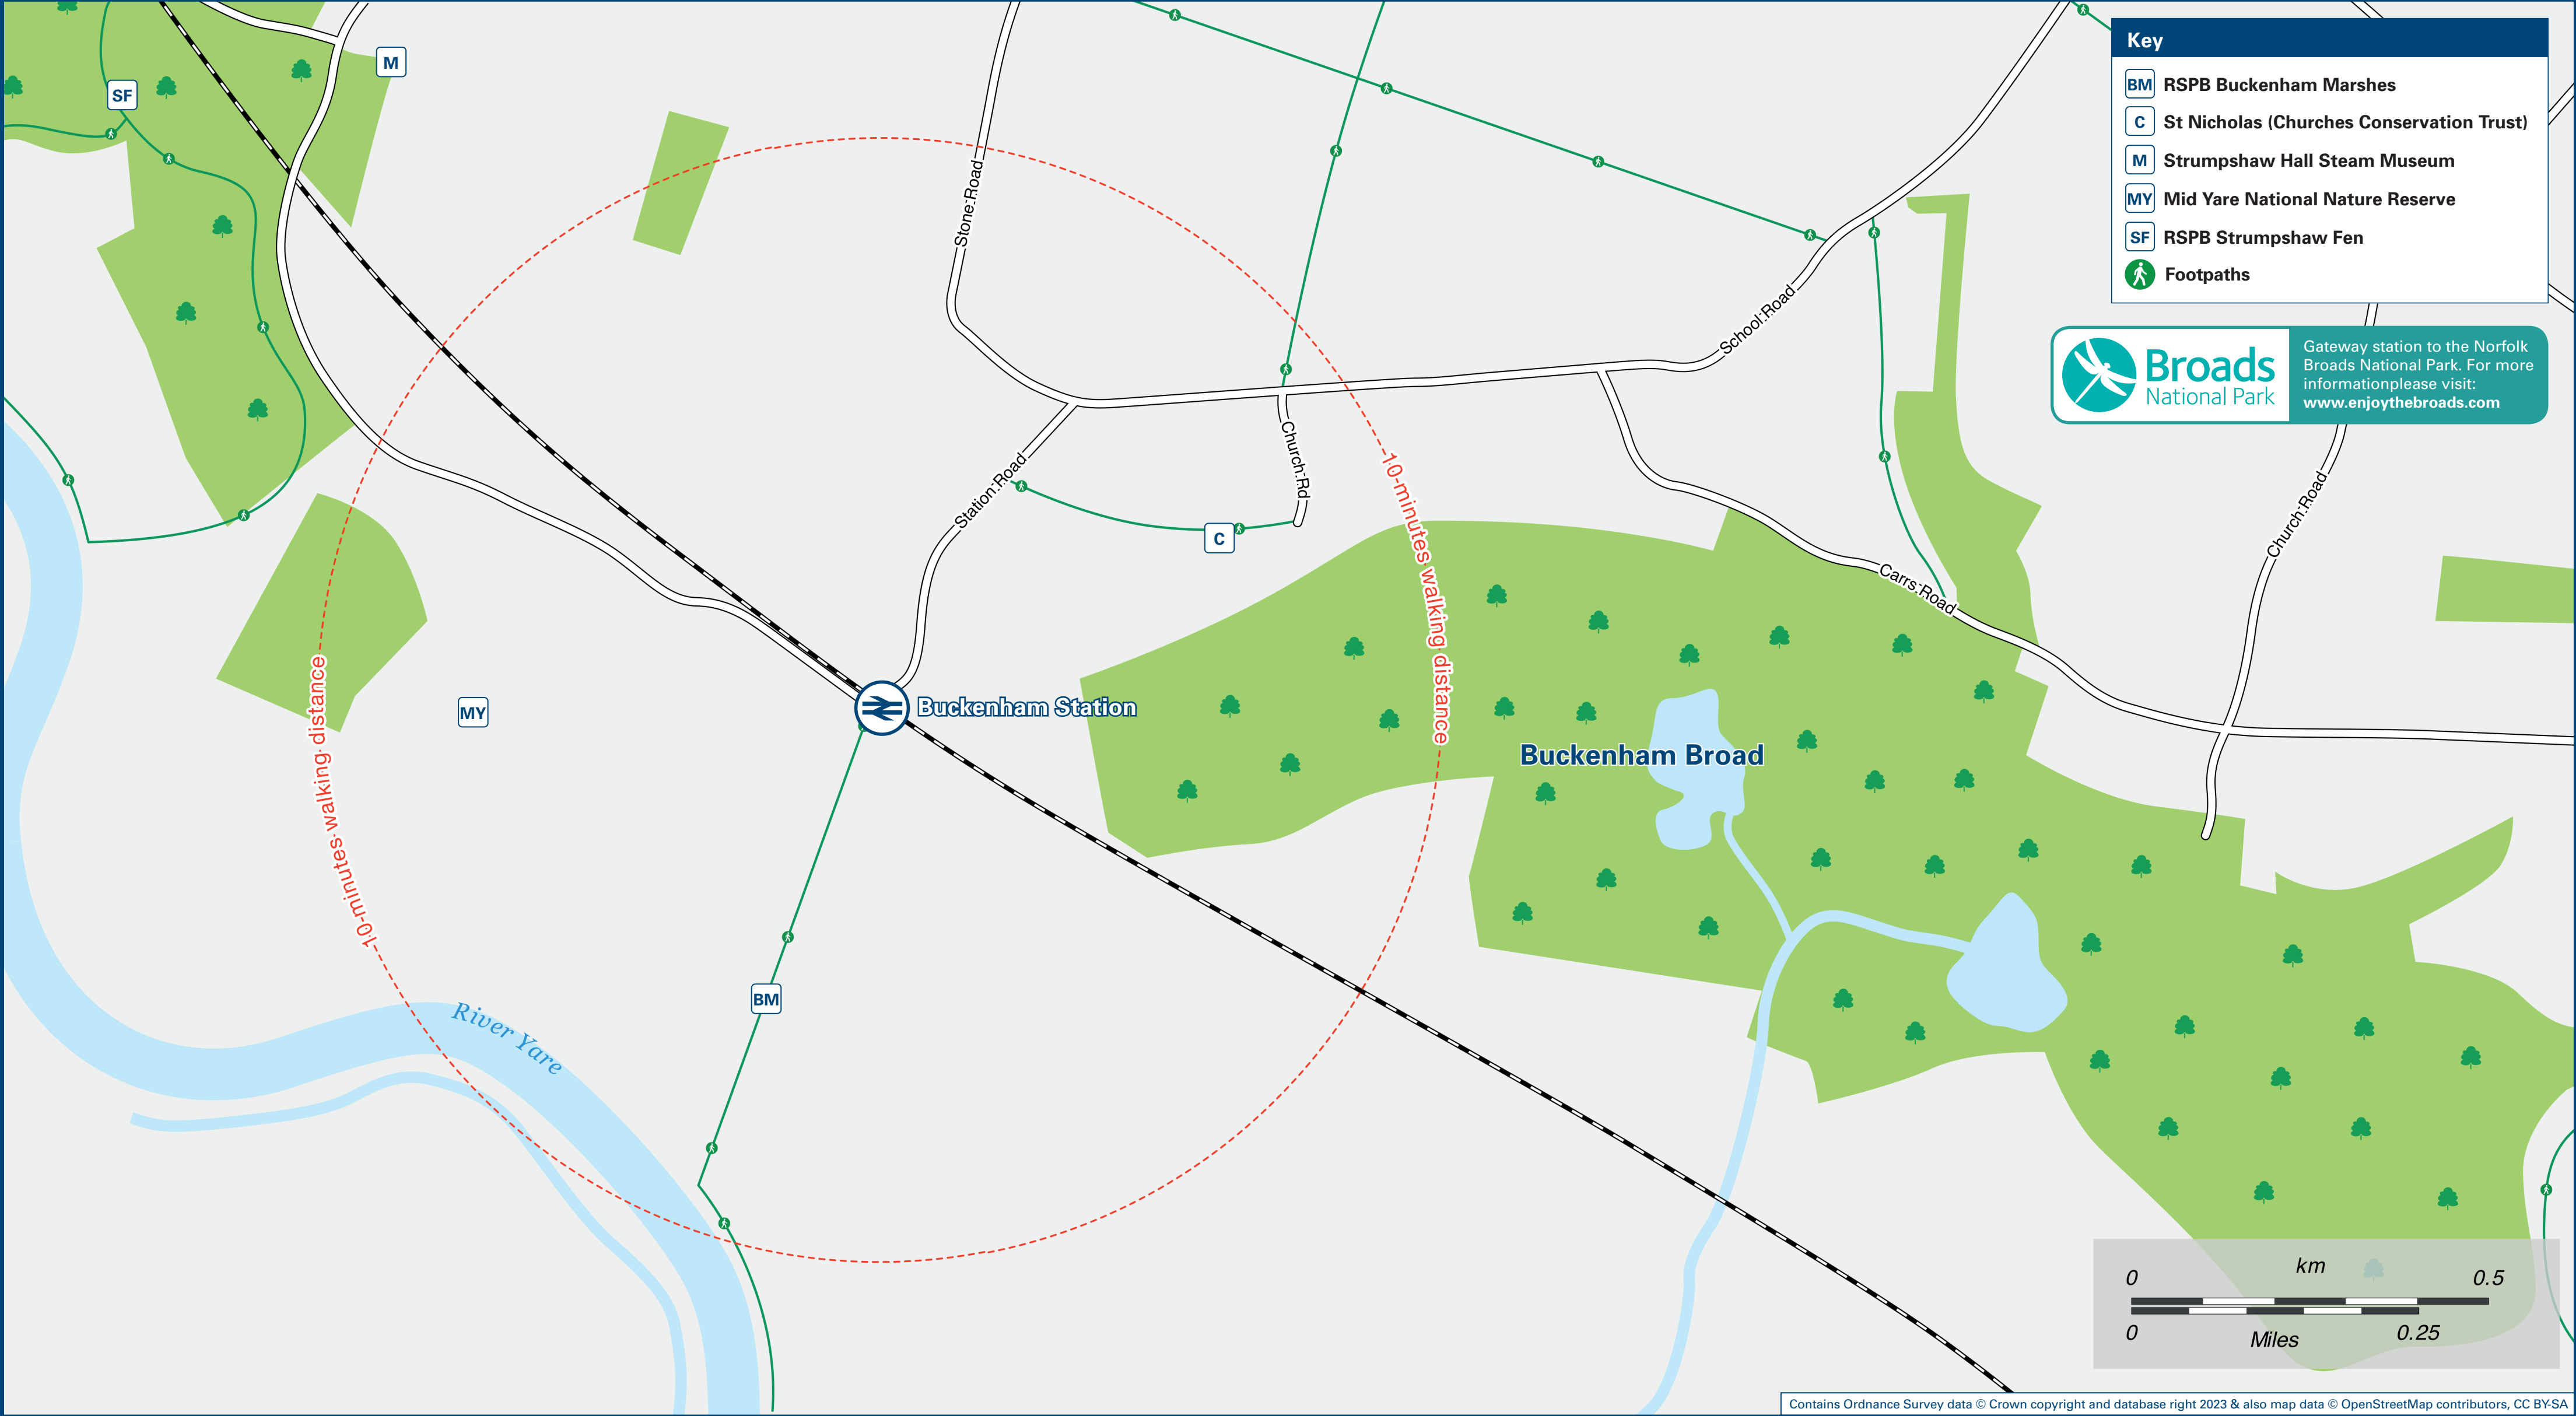 M
SF
Key
BM RSPB Buckenham Marshes
C St Nicholas (Churches Conservation Trust)
M Strumpshaw Hall Steam Museum
MY Mid Yare National Nature Reserve
SF RSPB Strumpshaw Fen
Footpaths
Broads
National Park
Gateway station to the Norfolk
Broads National Park. For more
informationplease visit:
www.enjoythebroads.com
Stone Road
School Road
Church Rd
Station Road
C
10-minutes walking distance
Carrs Road
Church Road
10-minutes walking distance
MY
Buckenham Station
Buckenham Broad
BM
River Yare
km
0 0.5
0 Miles 0.25
Contains Ordnance Survey data © Crown copyright and database right 2023 & also map data © OpenStreetMap contributors, CC BY-SA